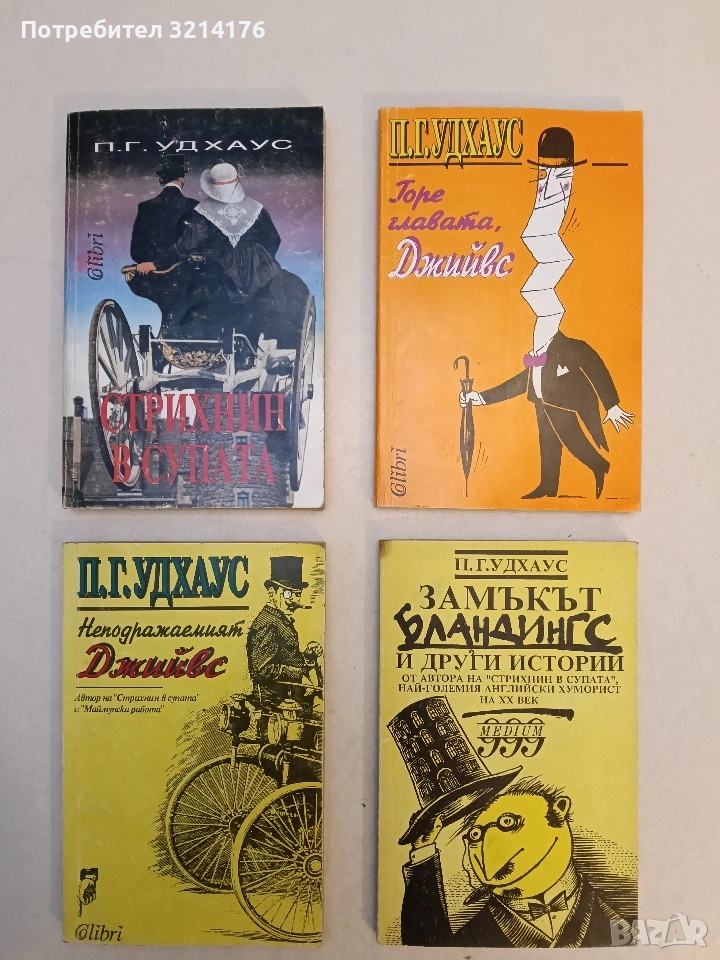 Потребител 3214176
П.Г. УДХАУС
Colibri
СТРИХНИН
В СУПАТА
П.Г.УДХАУС
Горе
главата,
Джийвс
Colibri
П.Г.УДХАУС
Неподражаемият
Джийвс
Автор на "Стрихнин в супата"
и "Маймунска работа"
Colibri
П.Г.УДХАУС
ЗАМЪКЪТ
БЛАНДИНГС
И ДРУГИ ИСТОРИИ
ОТ АВТОРА НА "СТРИХНИН В СУПАТА",
НАЙ-ГОЛЕМИЯ АНГЛИЙСКИ ХУМОРИСТ
НА XX ВЕК
MEDIUM
999
BAZAR